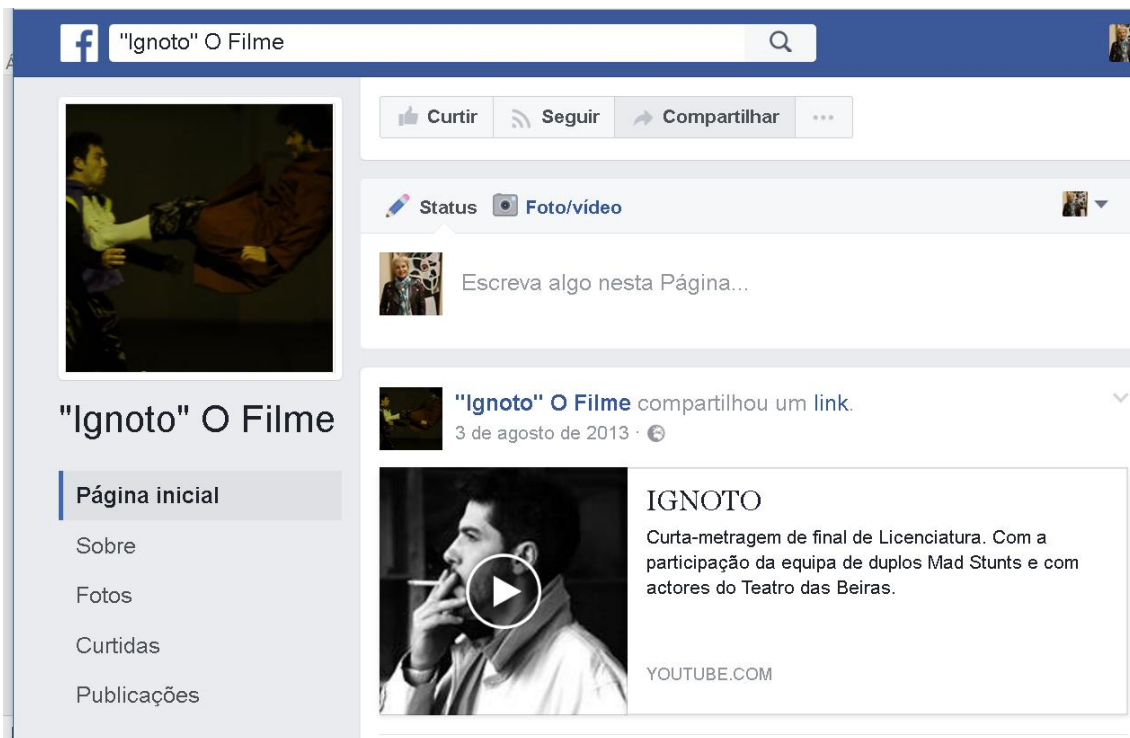 f
"Ignoto" O Filme
Curtir
Seguir
Compartilhar
...
Status
Foto/vídeo
Escreva algo nesta Página...
"Ignoto" O Filme
Página inicial
Sobre
Fotos
Curtidas
Publicações
"Ignoto" O Filme compartilhou um link.
3 de agosto de 2013 ·
IGNOTO
Curta-metragem de final de Licenciatura. Com a
participação da equipa de duplos Mad Stunts e com
actores do Teatro das Beiras.
YOUTUBE.COM